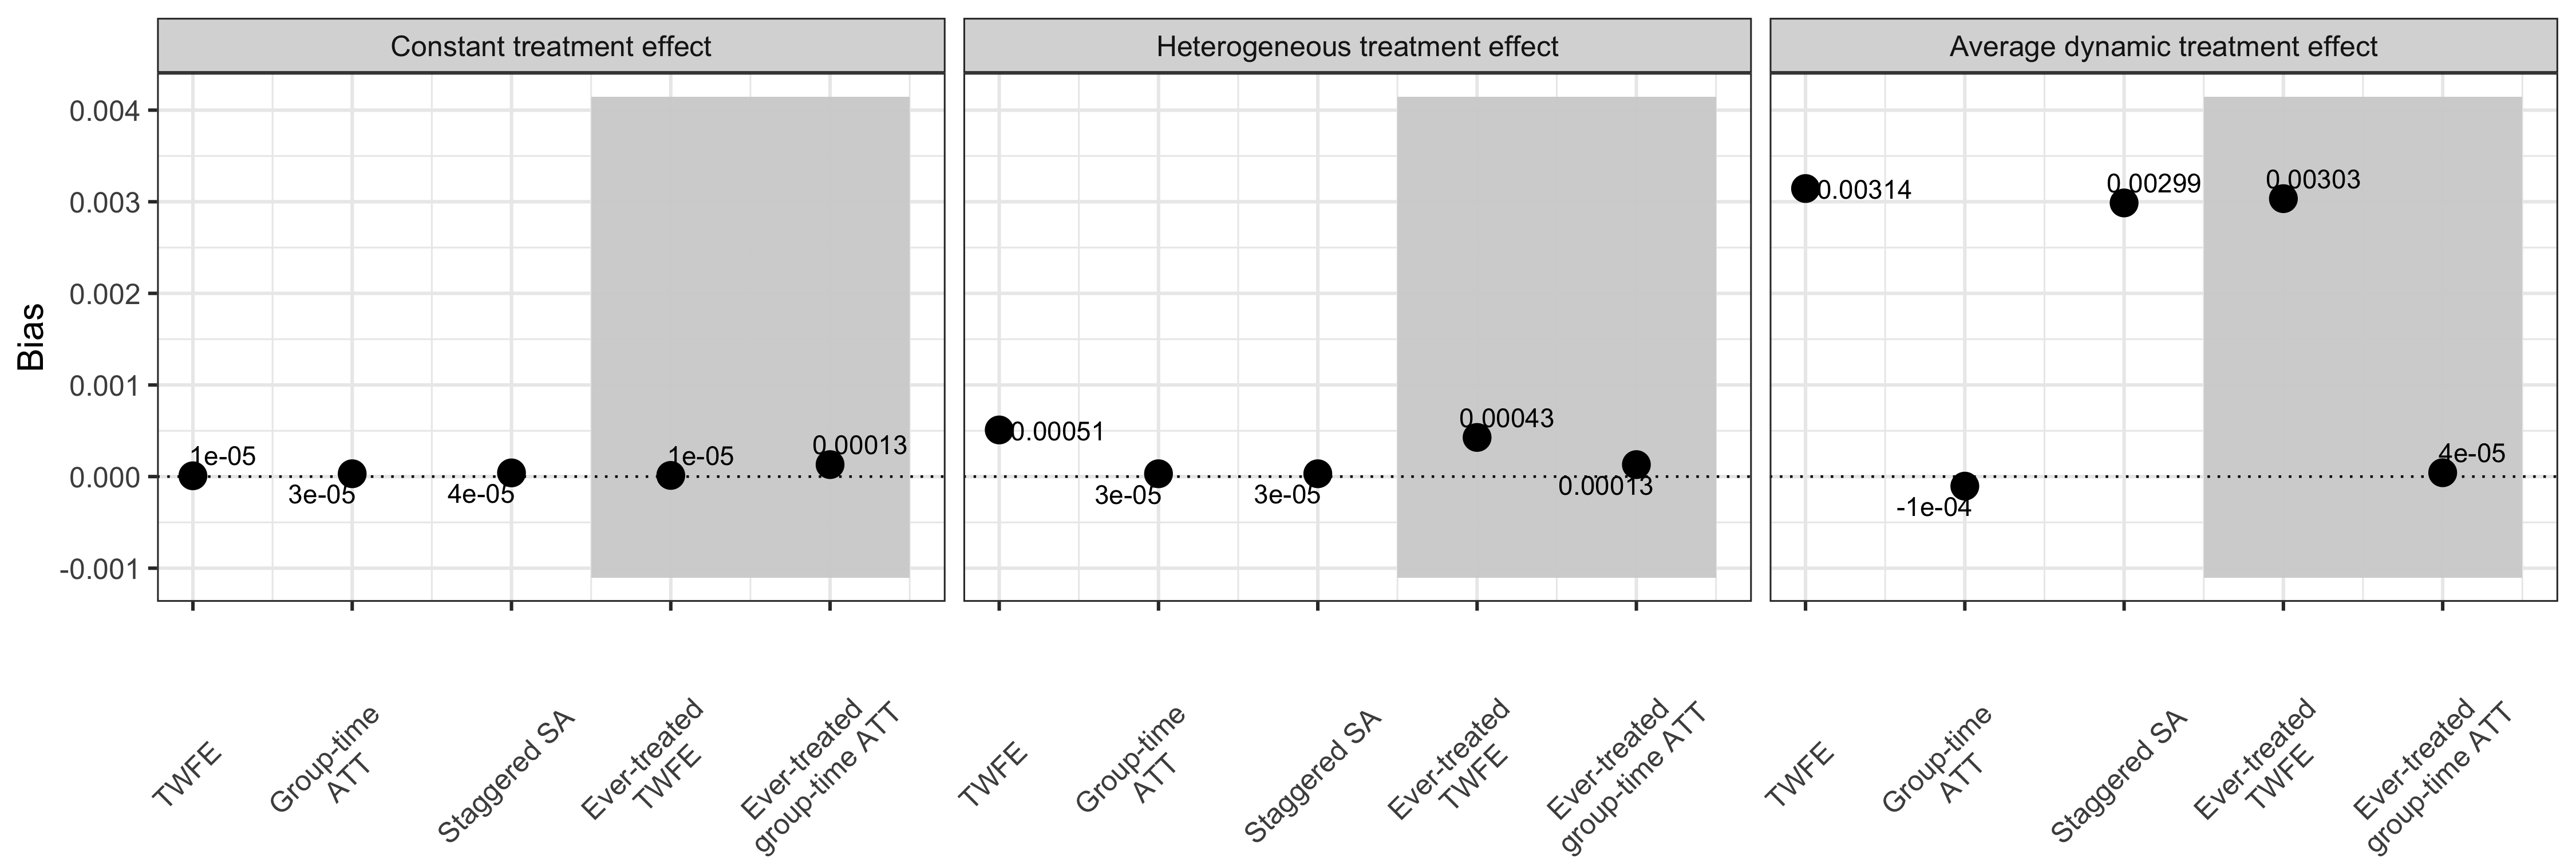 Constant treatment effect
Heterogeneous treatment effect
Average dynamic treatment effect
Bias
0.004
0.003
0.002
0.001
0.000
-0.001
1e-05
3e-05
4e-05
1e-05
0.00013
0.00051
3e-05
3e-05
0.00043
0.00013
0.00314
-1e-04
0.00299
0.00303
4e-05
TWFE
Group-time
ATT
Staggered SA
Ever-treated
TWFE
Ever-treated
group-time ATT
TWFE
Group-time
ATT
Staggered SA
Ever-treated
TWFE
Ever-treated
group-time ATT
TWFE
Group-time
ATT
Staggered SA
Ever-treated
TWFE
Ever-treated
group-time ATT